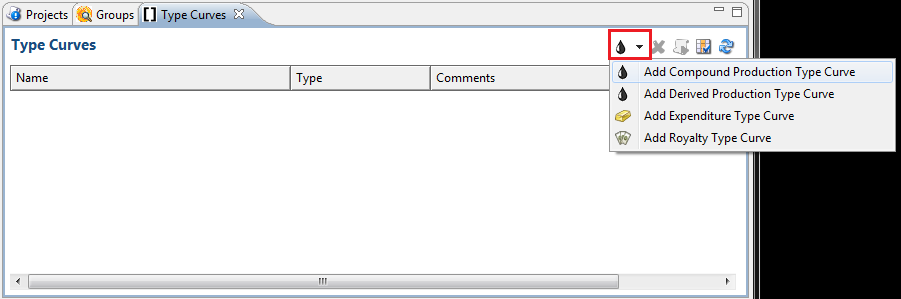 Projects Groups Type Curves
Type Curves
Name Type Comments
Add Compound Production Type Curve
Add Derived Production Type Curve
Add Expenditure Type Curve
Add Royalty Type Curve